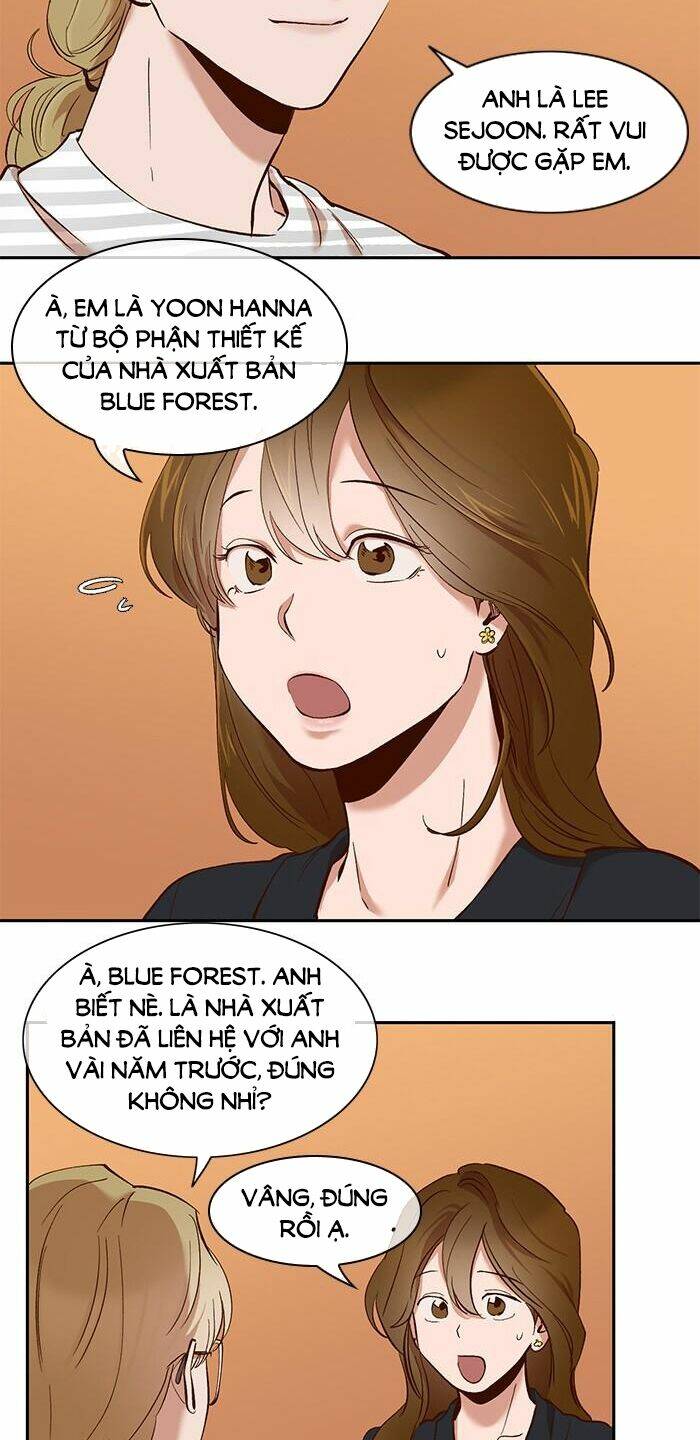 ANH LÀ LEE
SEJOON. RẤT VUI
ĐƯỢC GẶP EM.
À, EM LÀ YOON HANNA
TỪ BỘ PHẬN THIẾT KẾ
CỦA NHÀ XUẤT BẢN
BLUE FOREST.
À, BLUE FOREST. ANH
BIẾT NÈ. LÀ NHÀ XUẤT
BẢN ĐÃ LIÊN HỆ VỚI ANH
VÀI NĂM TRƯỚC, ĐÚNG
KHÔNG NHỈ?
VÂNG, ĐÚNG
RỒI Ạ.